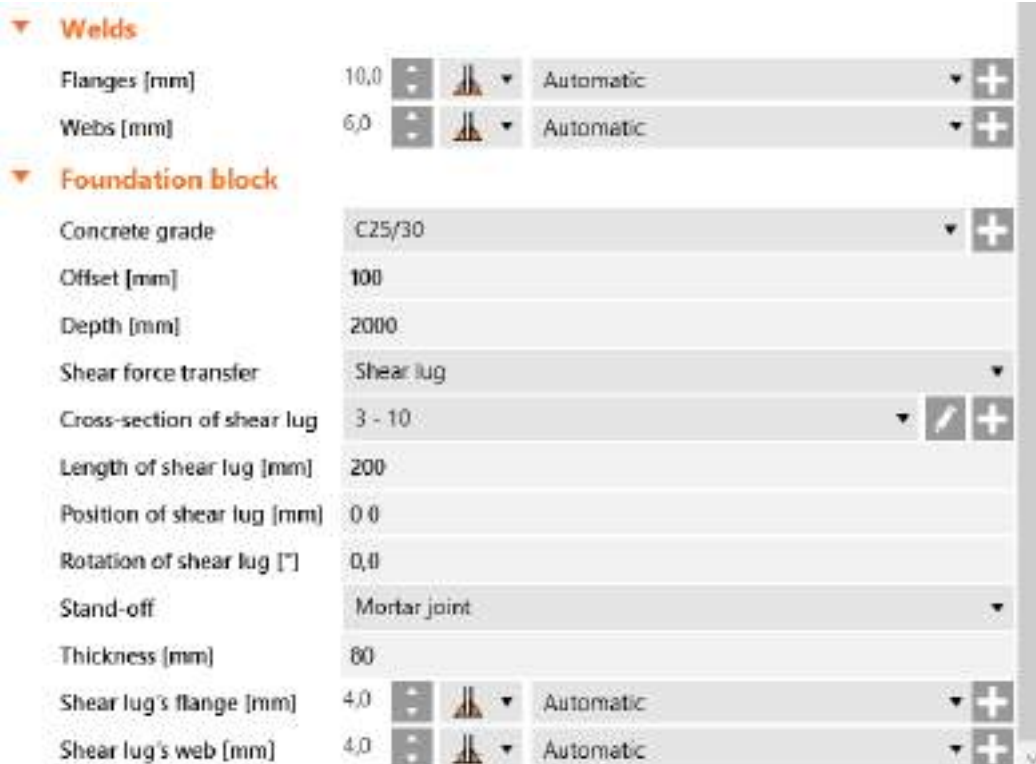 Welds
Flanges [mm] 10,0 Automatic
Webs [mm] 6,0 Automatic
Foundation block
Concrete grade C25/30
Offset [mm] 100
Depth [mm] 2000
Shear force transfer Shear lug
Cross-section of shear lug 3 - 10
Length of shear lug [mm] 200
Position of shear lug [mm] 0 0
Rotation of shear lug [°] 0,0
Stand-off Mortar joint
Thickness [mm] 80
Shear lug's flange [mm] 4,0 Automatic
Shear lug's web [mm] 4,0 Automatic